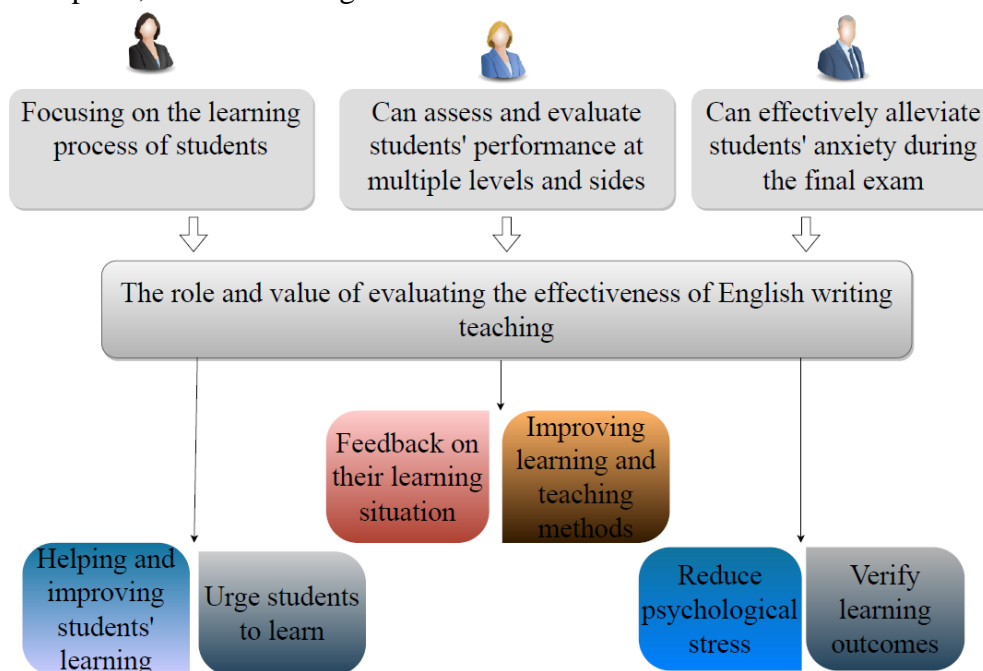 Focusing on the learning
process of students
Can assess and evaluate
students' performance at
multiple levels and sides
Can effectively alleviate
students' anxiety during
the final exam
The role and value of evaluating the effectiveness of English writing
teaching
Feedback on
their learning
situation
Improving
learning and
teaching
methods
Helping and
improving
students'
learning
Urge students
to learn
Reduce
psychological
stress
Verify
learning
outcomes